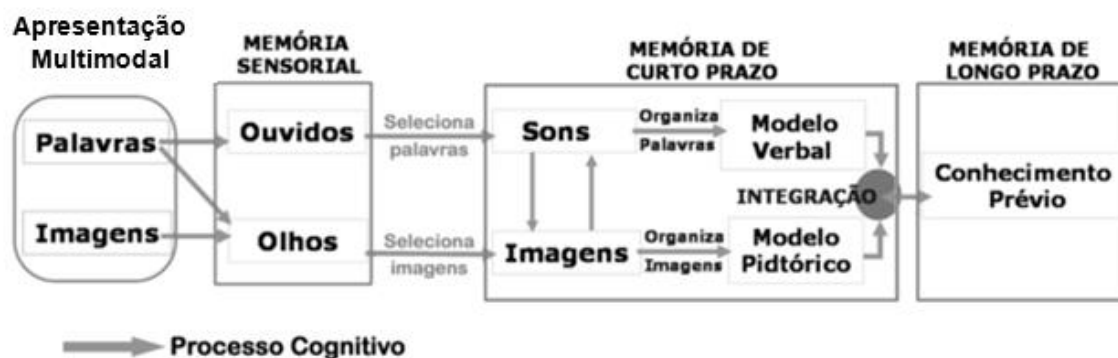 Apresentação
Multimodal
MEMÓRIA
SENSORIAL
MEMÓRIA DE
CURTO PRAZO
MEMÓRIA DE
LONGO PRAZO
Palavras
Imagens
Ouvidos
Olhos
Seleciona
palavras
Seleciona
imagens
Sons
Imagens
Organiza
Palavras
Organiza
Imagens
Modelo
Verbal
INTEGRAÇÃO
Modelo
Pidtórico
Conhecimento
Prévio
Processo Cognitivo